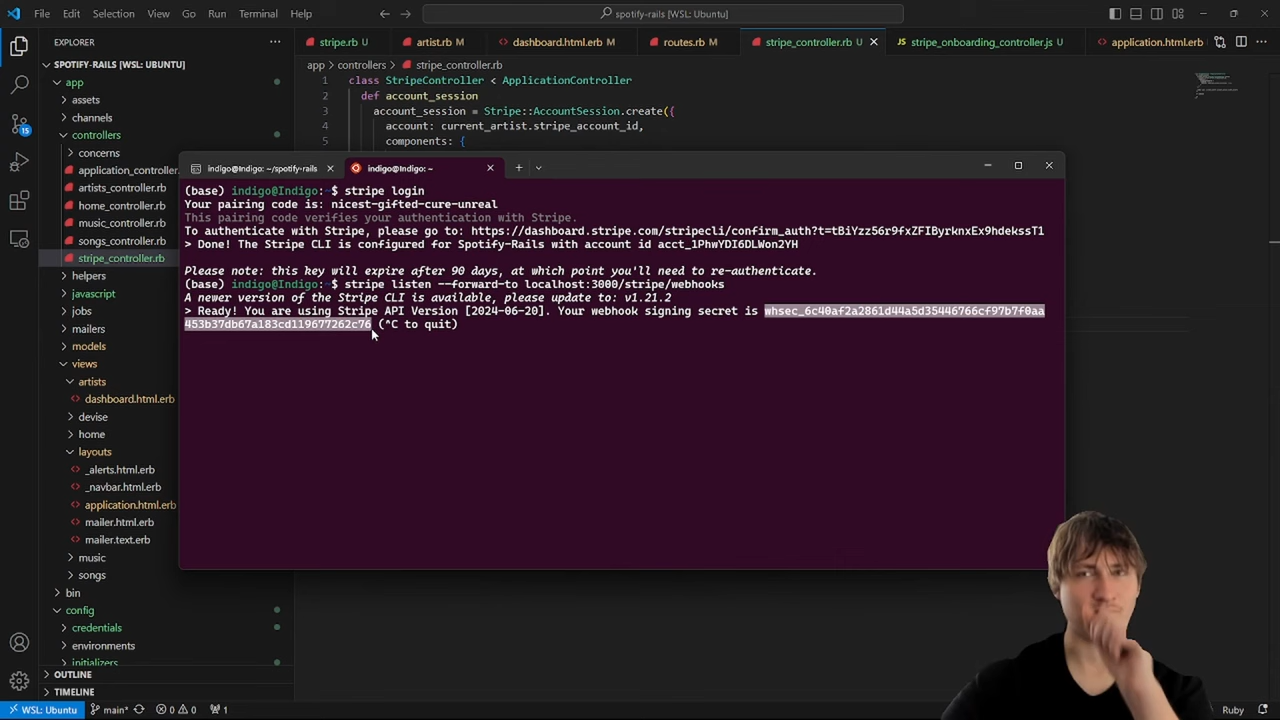 File Edit Selection View Go Run Terminal Help
spotify-rails [WSL: Ubuntu]
EXPLORER
stripe.rb U
artist.rb M
dashboard.html.erb M
routes.rb M
stripe_controller.rb U
stripe_onboarding_controller.js U
application.html.erb M
SPOTIFY-RAILS [WSL: UBUNTU]
app > controllers > stripe_controller.rb
app
assets
channels
controllers
concerns
application_controller.
artists_controller.rb
home_controller.rb
music_controller.rb
songs_controller.rb
stripe_controller.rb
helpers
javascript
jobs
mailers
models
views
artists
dashboard.html.erb
devise
home
layouts
_alerts.html.erb
_navbar.html.erb
application.html.erb
mailer.html.erb
mailer.text.erb
music
songs
bin
config
credentials
environments
initializers
OUTLINE
TIMELINE
1 class StripeController < ApplicationController
2 def account_session
3 account_session = Stripe::AccountSession.create({
4 account: current_artist.stripe_account_id,
5 components: {
indigo@Indigo: ~/spotify-rails
indigo@Indigo: ~
(base) indigo@Indigo:~$ stripe login
Your pairing code is: nicest-gifted-cure-unreal
This pairing code verifies your authentication with Stripe.
To authenticate with Stripe, please go to: https://dashboard.stripe.com/stripecli/confirm_auth?t=tBiYzz56r9fxZFIByrknxEx9hdekssT1
> Done! The Stripe CLI is configured for Spotify-Rails with account id acct_1PhwYDI6DLWon2YH
Please note: this key will expire after 90 days, at which point you'll need to re-authenticate.
(base) indigo@Indigo:~$ stripe listen --forward-to localhost:3000/stripe/webhooks
A newer version of the Stripe CLI is available, please update to: v1.21.2
> Ready! You are using Stripe API Version [2024-06-20]. Your webhook signing secret is whsec_6c40af2a2861d44a5d35446766cf97b7f0aa
453b37db67a183cd119677262c76 (^C to quit)
15
WSL: Ubuntu
main*
0 0
1
Ruby